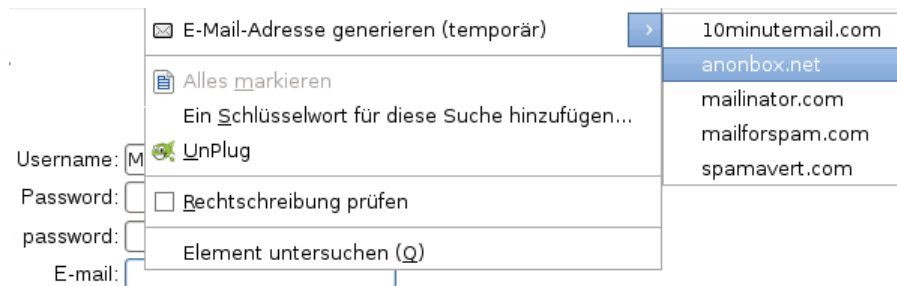 E-Mail-Adresse generieren (temporär)
Alles markieren
Ein Schlüsselwort für diese Suche hinzufügen...
UnPlug
Rechtschreibung prüfen
Element untersuchen (Q)
10minutemail.com
anonbox.net
mailinator.com
mailforspam.com
spamavert.com
Username: M
Password:
password:
E-mail: